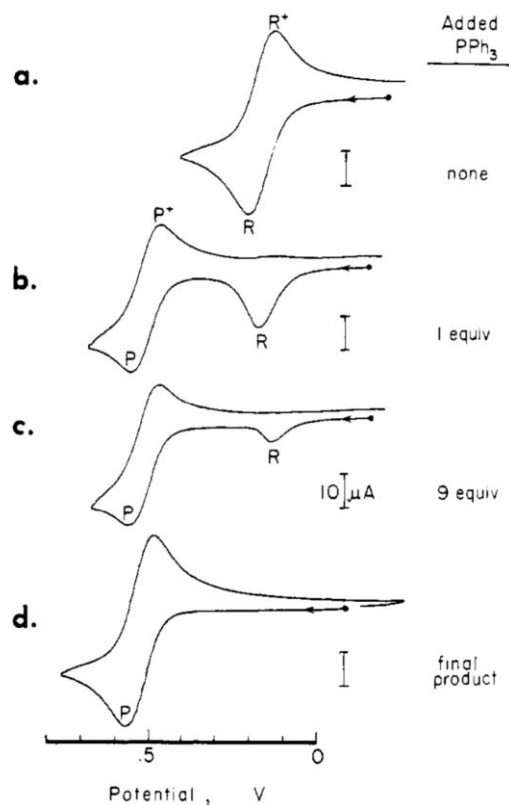 Added
PPh3
a.
R+
R
none
b.
P+
P
R
1 equiv
c.
P
R
10 μA
9 equiv
d.
P
final
product
.5
0
Potential, V